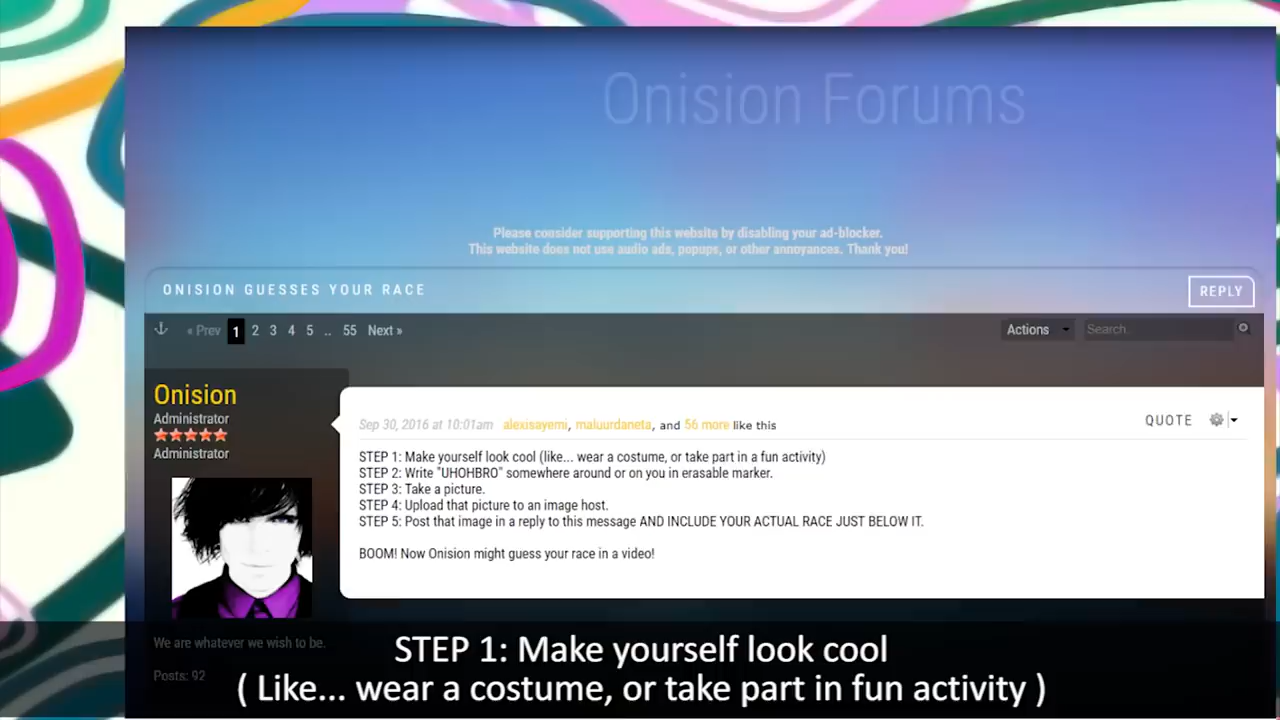 Onision Forums
Please consider supporting this website by disabling your ad-blocker.
This website does not use audio ads, popups, or other annoyances. Thank you!
ONISION GUESSES YOUR RACE
REPLY
« Prev 1 2 3 4 5 .. 55 Next »
Actions
Search..
Onision
Administrator
Administrator
Sep 30, 2016 at 10:01am alexisayemi, maluurdaneta, and 56 more like this
QUOTE
STEP 1: Make yourself look cool (like... wear a costume, or take part in a fun activity)
STEP 2: Write "UHOHBRO" somewhere around or on you in erasable marker.
STEP 3: Take a picture.
STEP 4: Upload that picture to an image host.
STEP 5: Post that image in a reply to this message AND INCLUDE YOUR ACTUAL RACE JUST BELOW IT.
BOOM! Now Onision might guess your race in a video!
We are whatever we wish to be.
Posts: 92
STEP 1: Make yourself look cool
( Like... wear a costume, or take part in fun activity )